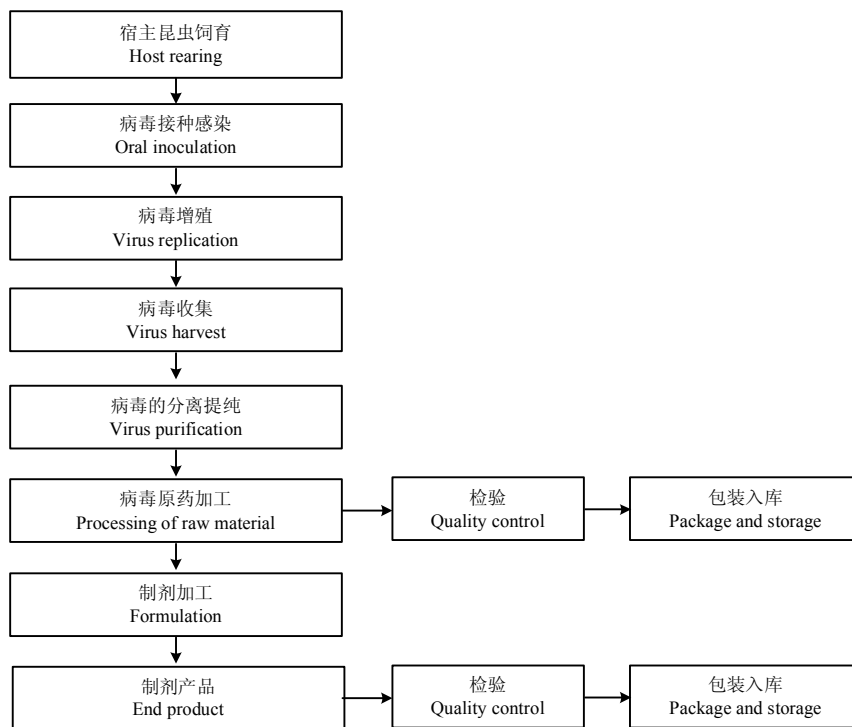 宿主昆虫饲育
Host rearing
病毒接种感染
Oral inoculation
病毒增殖
Virus replication
病毒收集
Virus harvest
病毒的分离提纯
Virus purification
病毒原药加工
Processing of raw material
检验
Quality control
包装入库
Package and storage
制剂加工
Formulation
制剂产品
End product
检验
Quality control
包装入库
Package and storage